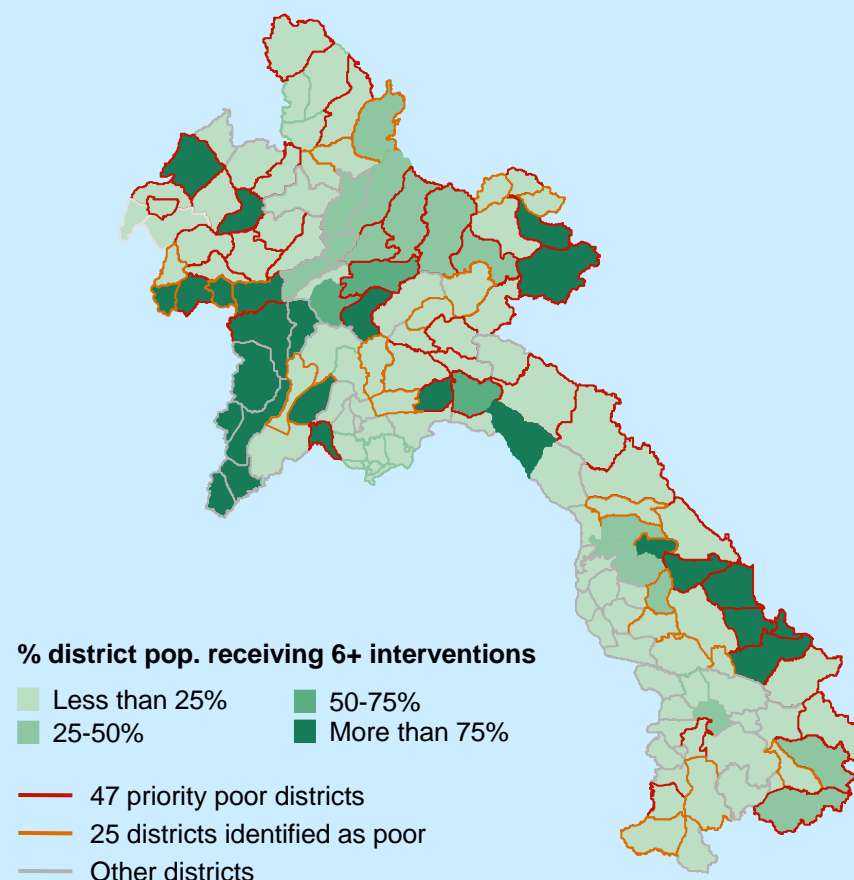 % district pop. receiving 6+ interventions
Less than 25%
50-75%
25-50%
More than 75%
47 priority poor districts
25 districts identified as poor
Other districts